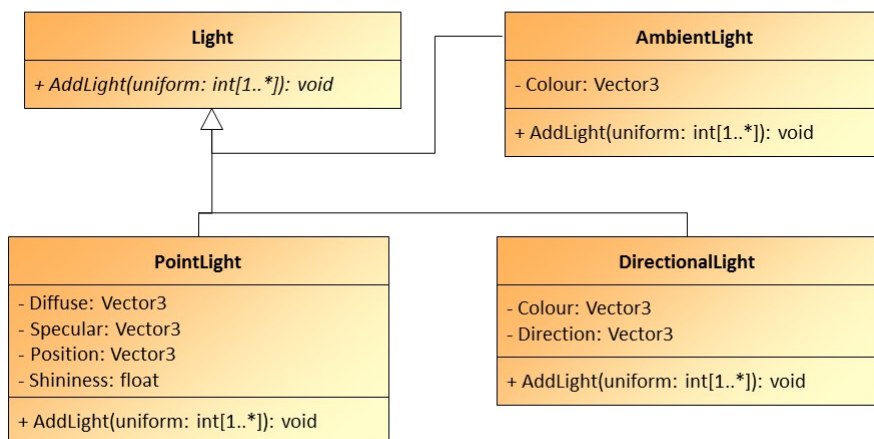 Light
+ AddLight(uniform: int[1..*]): void
AmbientLight
- Colour: Vector3
+ AddLight(uniform: int[1..*]): void
PointLight
- Diffuse: Vector3
- Specular: Vector3
- Position: Vector3
- Shininess: float
+ AddLight(uniform: int[1..*]): void
DirectionalLight
- Colour: Vector3
- Direction: Vector3
+ AddLight(uniform: int[1..*]): void